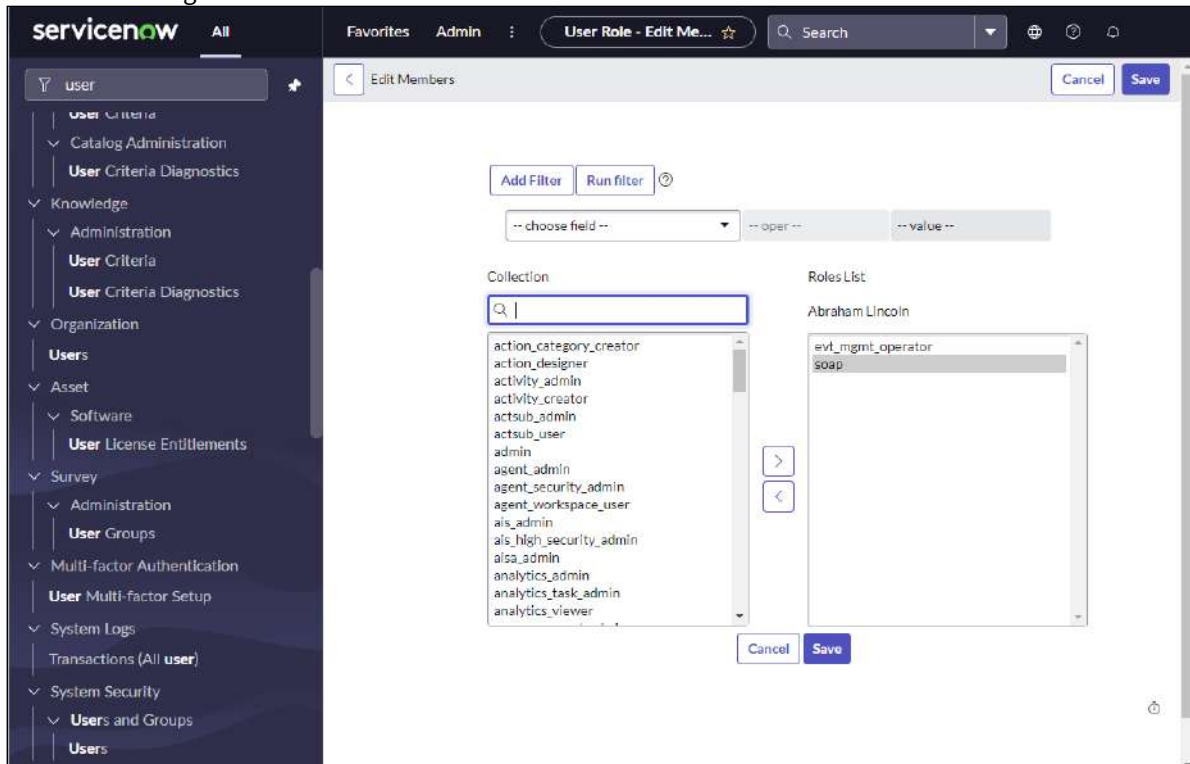 servicenow All Favorites Admin User Role - Edit Me... Search
user
Edit Members Cancel Save
User Criteria
Catalog Administration
User Criteria Diagnostics
Knowledge
Administration
User Criteria
User Criteria Diagnostics
Organization
Users
Asset
Software
User License Entitlements
Survey
Administration
User Groups
Multi-factor Authentication
User Multi-factor Setup
System Logs
Transactions (All user)
System Security
Users and Groups
Users
Add Filter Run filter
-- choose field -- -- oper -- -- value --
Collection
action_category_creator
action_designer
activity_admin
activity_creator
actsub_admin
actsub_user
admin
agent_admin
agent_security_admin
agent_workspace_user
ais_admin
ais_high_security_admin
aisa_admin
analytics_admin
analytics_task_admin
analytics_viewer
Roles List
Abraham Lincoln
evt_mgmt_operator
soap
Cancel Save